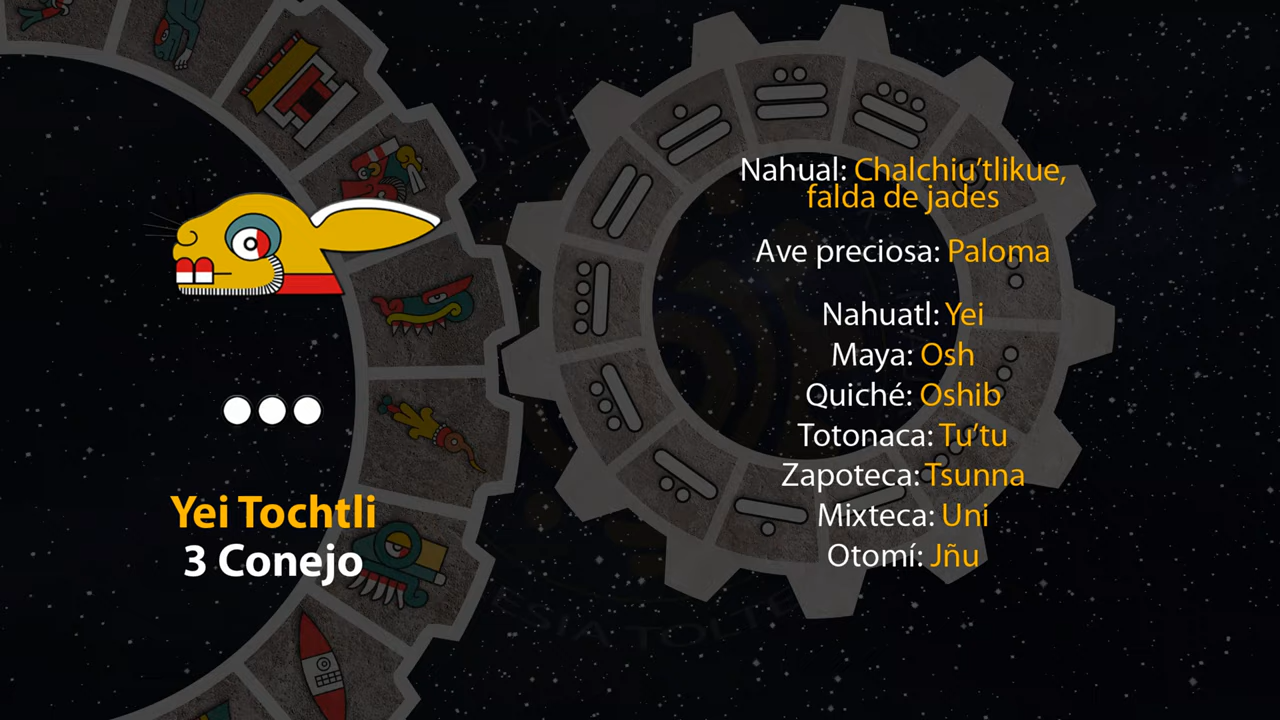 Nahual: Chalchiu'tlikue,
falda de jades
Ave preciosa: Paloma
Nahuatl: Yei
Maya: Osh
Quiché: Oshib
Totonaca: Tu'tu
Zapoteca: Tsunna
Mixteca: Uni
Otomí: Jñu
Yei Tochtli
3 Conejo